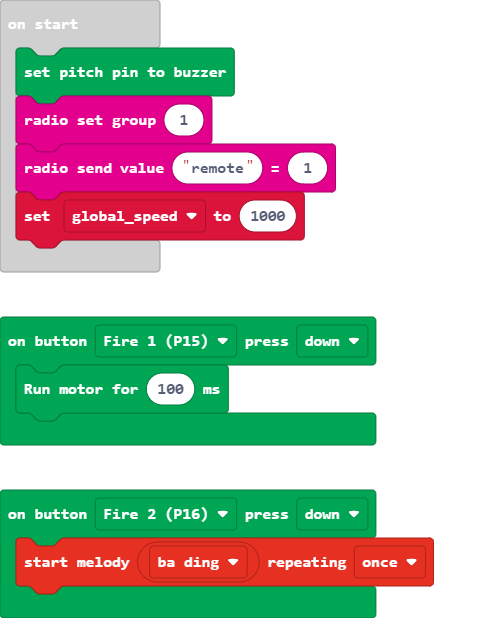 on start
set pitch pin to buzzer
radio set group 1
radio send value "remote" = 1
set global_speed to 1000
on button Fire 1 (P15) press down
Run motor for 100 ms
on button Fire 2 (P16) press down
start melody ba ding repeating once